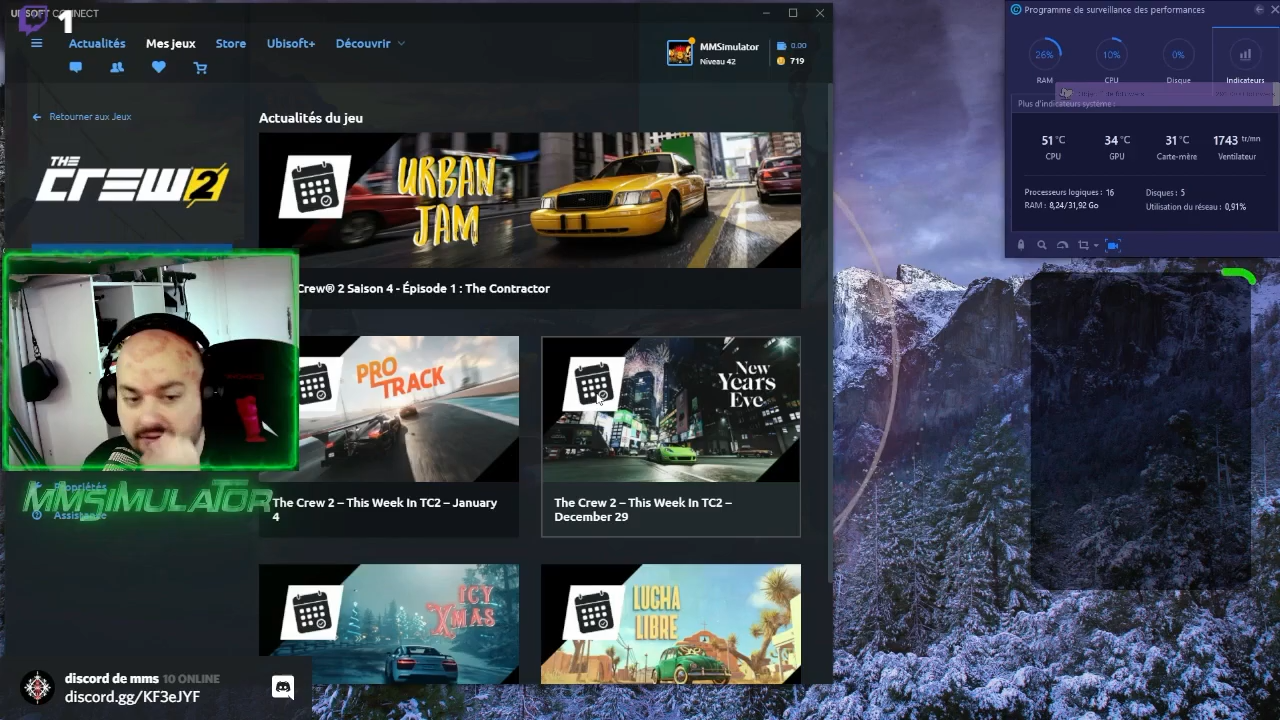 UBISOFT CONNECT
1
Actualités
Mes jeux
Store
Ubisoft+
Découvrir
MMSimulator
Niveau 42
0.00
719
Retourner aux Jeux
THE CREW 2
Actualités du jeu
URBAN
JAM
Crew® 2 Saison 4 - Épisode 1 : The Contractor
PRO
TRACK
The Crew 2 – This Week In TC2 – January
4
New
Years
Eve
The Crew 2 – This Week In TC2 –
December 29
ICY
XMAS
LUCHA
LIBRE
Propriétés
MMSIMULATOR
Assistance
discord de mms 10 ONLINE
discord.gg/KF3eJYF
Programme de surveillance des performances
26%
10%
0%
RAM
CPU
Disque
Indicateurs
Plus d'indicateurs système :
51 °C
34 °C
31 °C
1743 tr/mn
CPU
GPU
Carte-mère
Ventilateur
Processeurs logiques : 16
Disques : 5
RAM : 8,24/31,92 Go
Utilisation du réseau : 0,91%